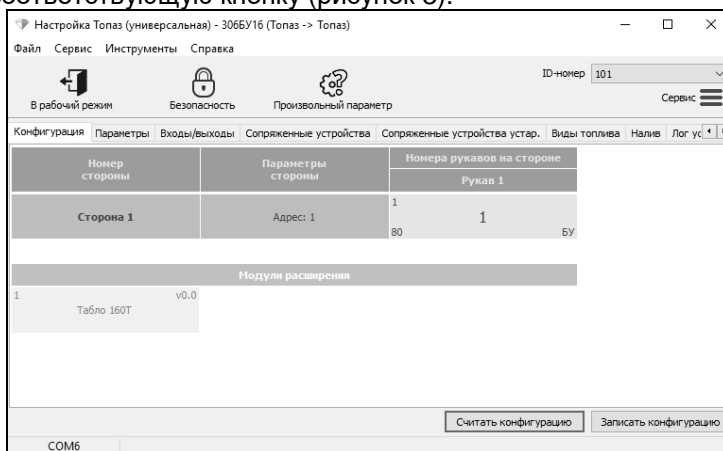 соответствующую кнопку (рисунок 3).
Настройка Топаз (универсальная) - 306БУ16 (Топаз -> Топаз)
Файл Сервис Инструменты Справка
ID-номер 101
В рабочий режим Безопасность Произвольный параметр
Сервис
Конфигурация Параметры Входы/выходы Сопряженные устройства Сопряженные устройства устар. Виды топлива Налив Лог ус
Номер стороны Параметры стороны Номера рукавов на стороне
Рукав 1
Сторона 1 Адрес: 1 1 1
80 БУ
Модули расширения
1 v0.0
Табло 160Т
Считать конфигурацию Записать конфигурацию
COM6